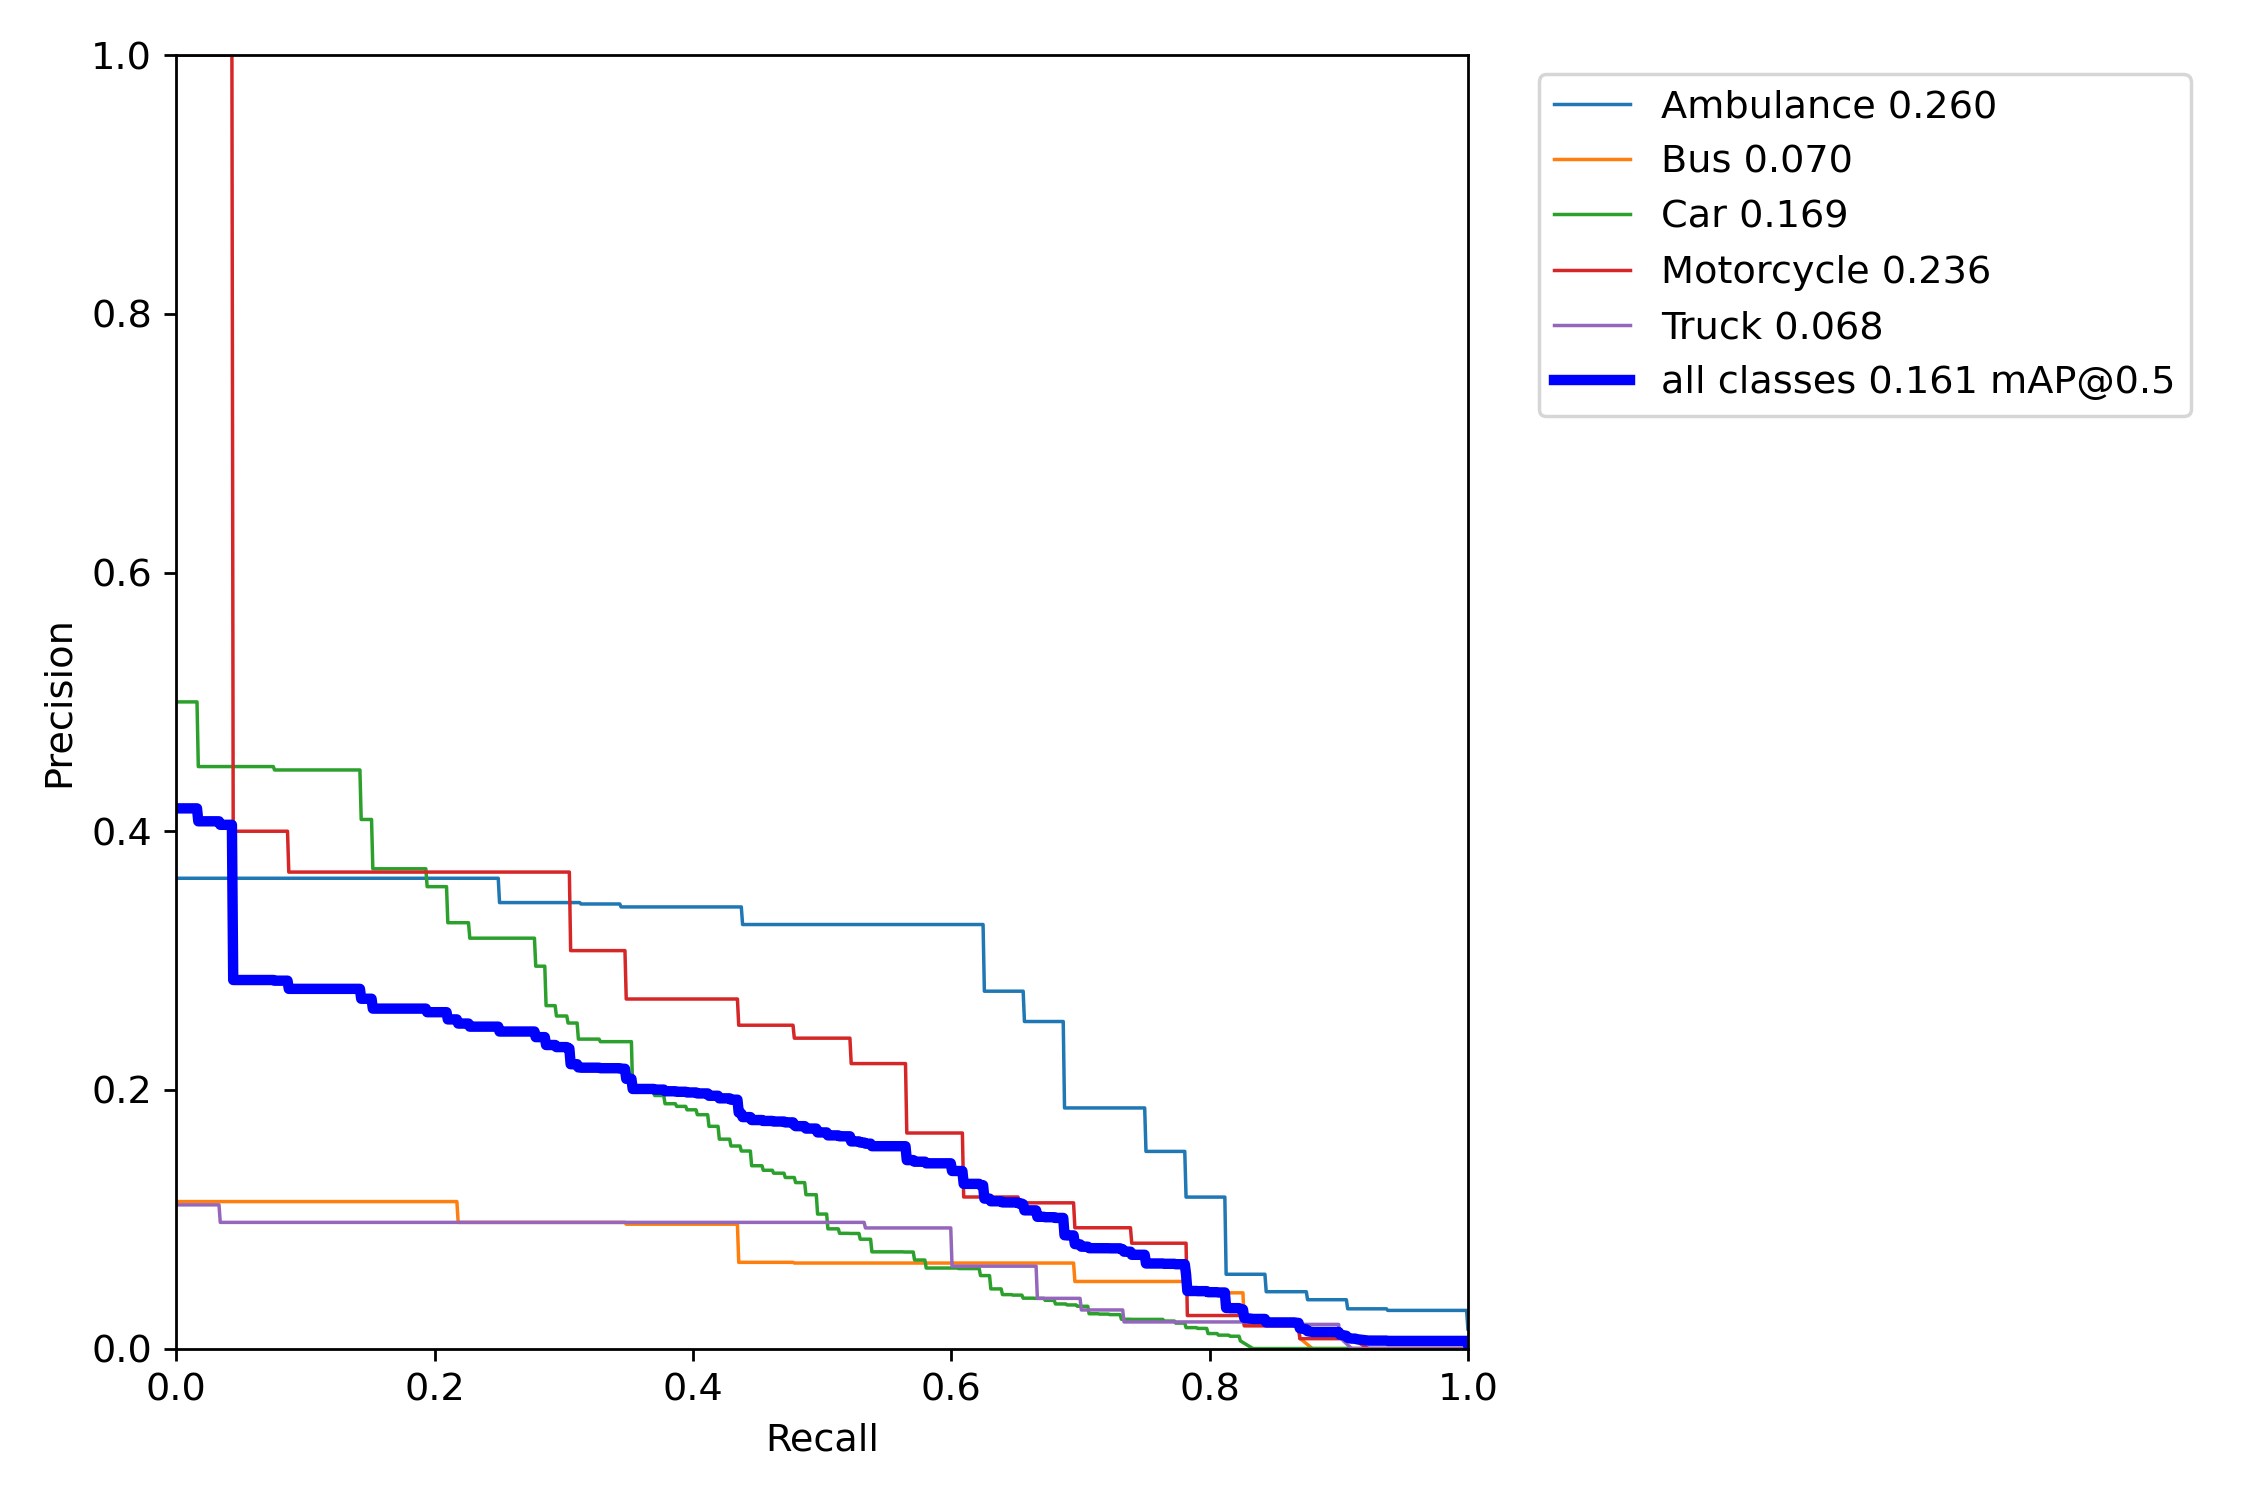 1.0
0.8
0.6
0.4
0.2
0.0
Precision
0.0 0.2 0.4 0.6 0.8 1.0
Recall
Ambulance 0.260
Bus 0.070
Car 0.169
Motorcycle 0.236
Truck 0.068
all classes 0.161 mAP@0.5